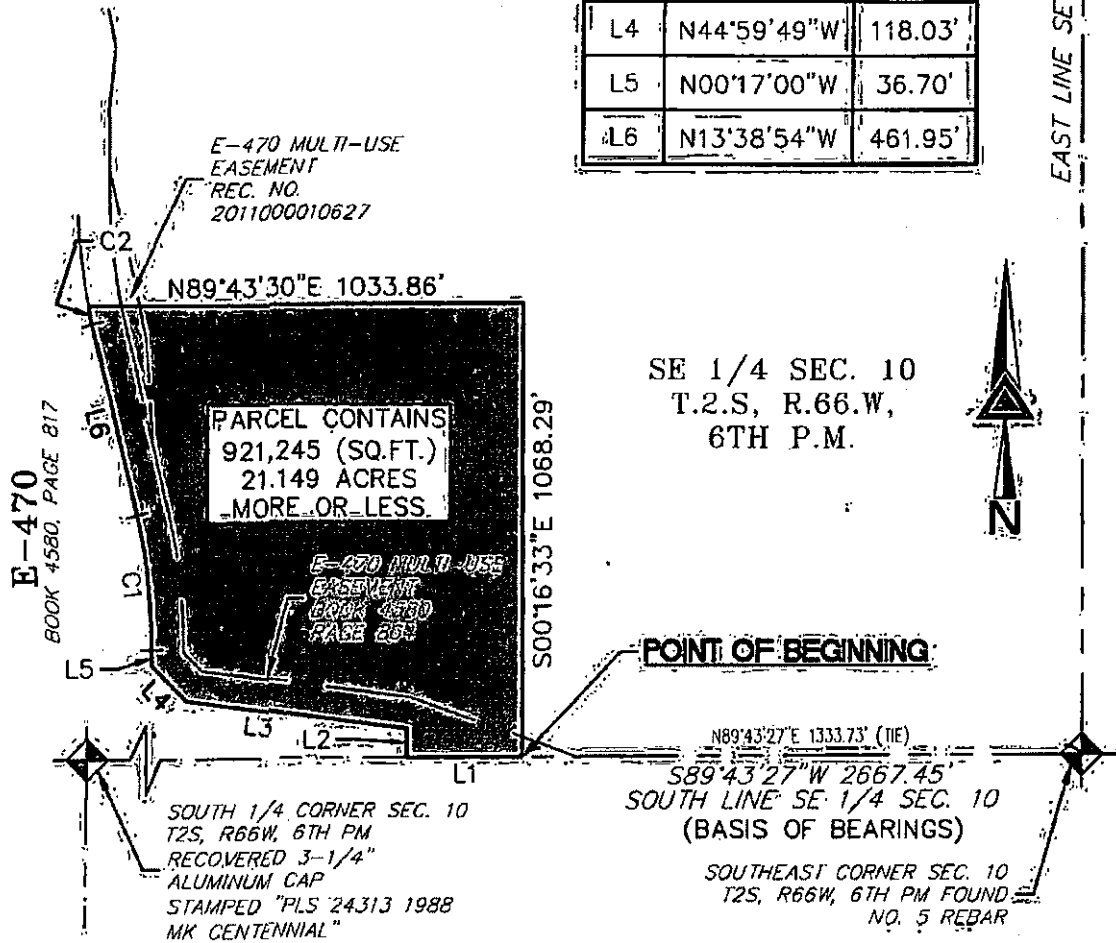 L4 N44°59'49"W 118.03'
L5 N00°17'00"W 36.70'
L6 N13°38'54"W 461.95'
EAST LINE SE
E-470 MULTI-USE
EASEMENT
REC. NO.
2011000010627
C2
N89°43'30"E 1033.86'
SE 1/4 SEC. 10
T.2.S, R.66.W,
6TH P.M.
N
L6
PARCEL CONTAINS
921,245 (SQ.FT.)
21.149 ACRES
MORE OR LESS
E-470
BOOK 4580, PAGE 817
S00°16'33"E 1068.29'
C1
E-470 MULTI-USE
EASEMENT
BOOK 4580
PAGE
POINT OF BEGINNING
L5
L4
L3
L2
L1
N89°43'27"E 1333.73' (TIE)
S89°43'27"W 2667.45'
SOUTH LINE SE 1/4 SEC. 10
(BASIS OF BEARINGS)
SOUTH 1/4 CORNER SEC. 10
T2S, R66W, 6TH PM
RECOVERED 3-1/4"
ALUMINUM CAP
STAMPED "PLS 24313 1988
MK CENTENNIAL"
SOUTHEAST CORNER SEC. 10
T2S, R66W, 6TH PM FOUND
NO. 5 REBAR